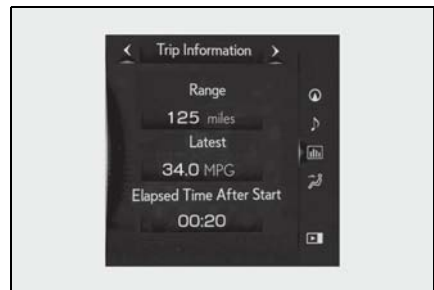 Trip Information
Range
125 miles
Latest
34.0 MPG
Elapsed Time After Start
00:20